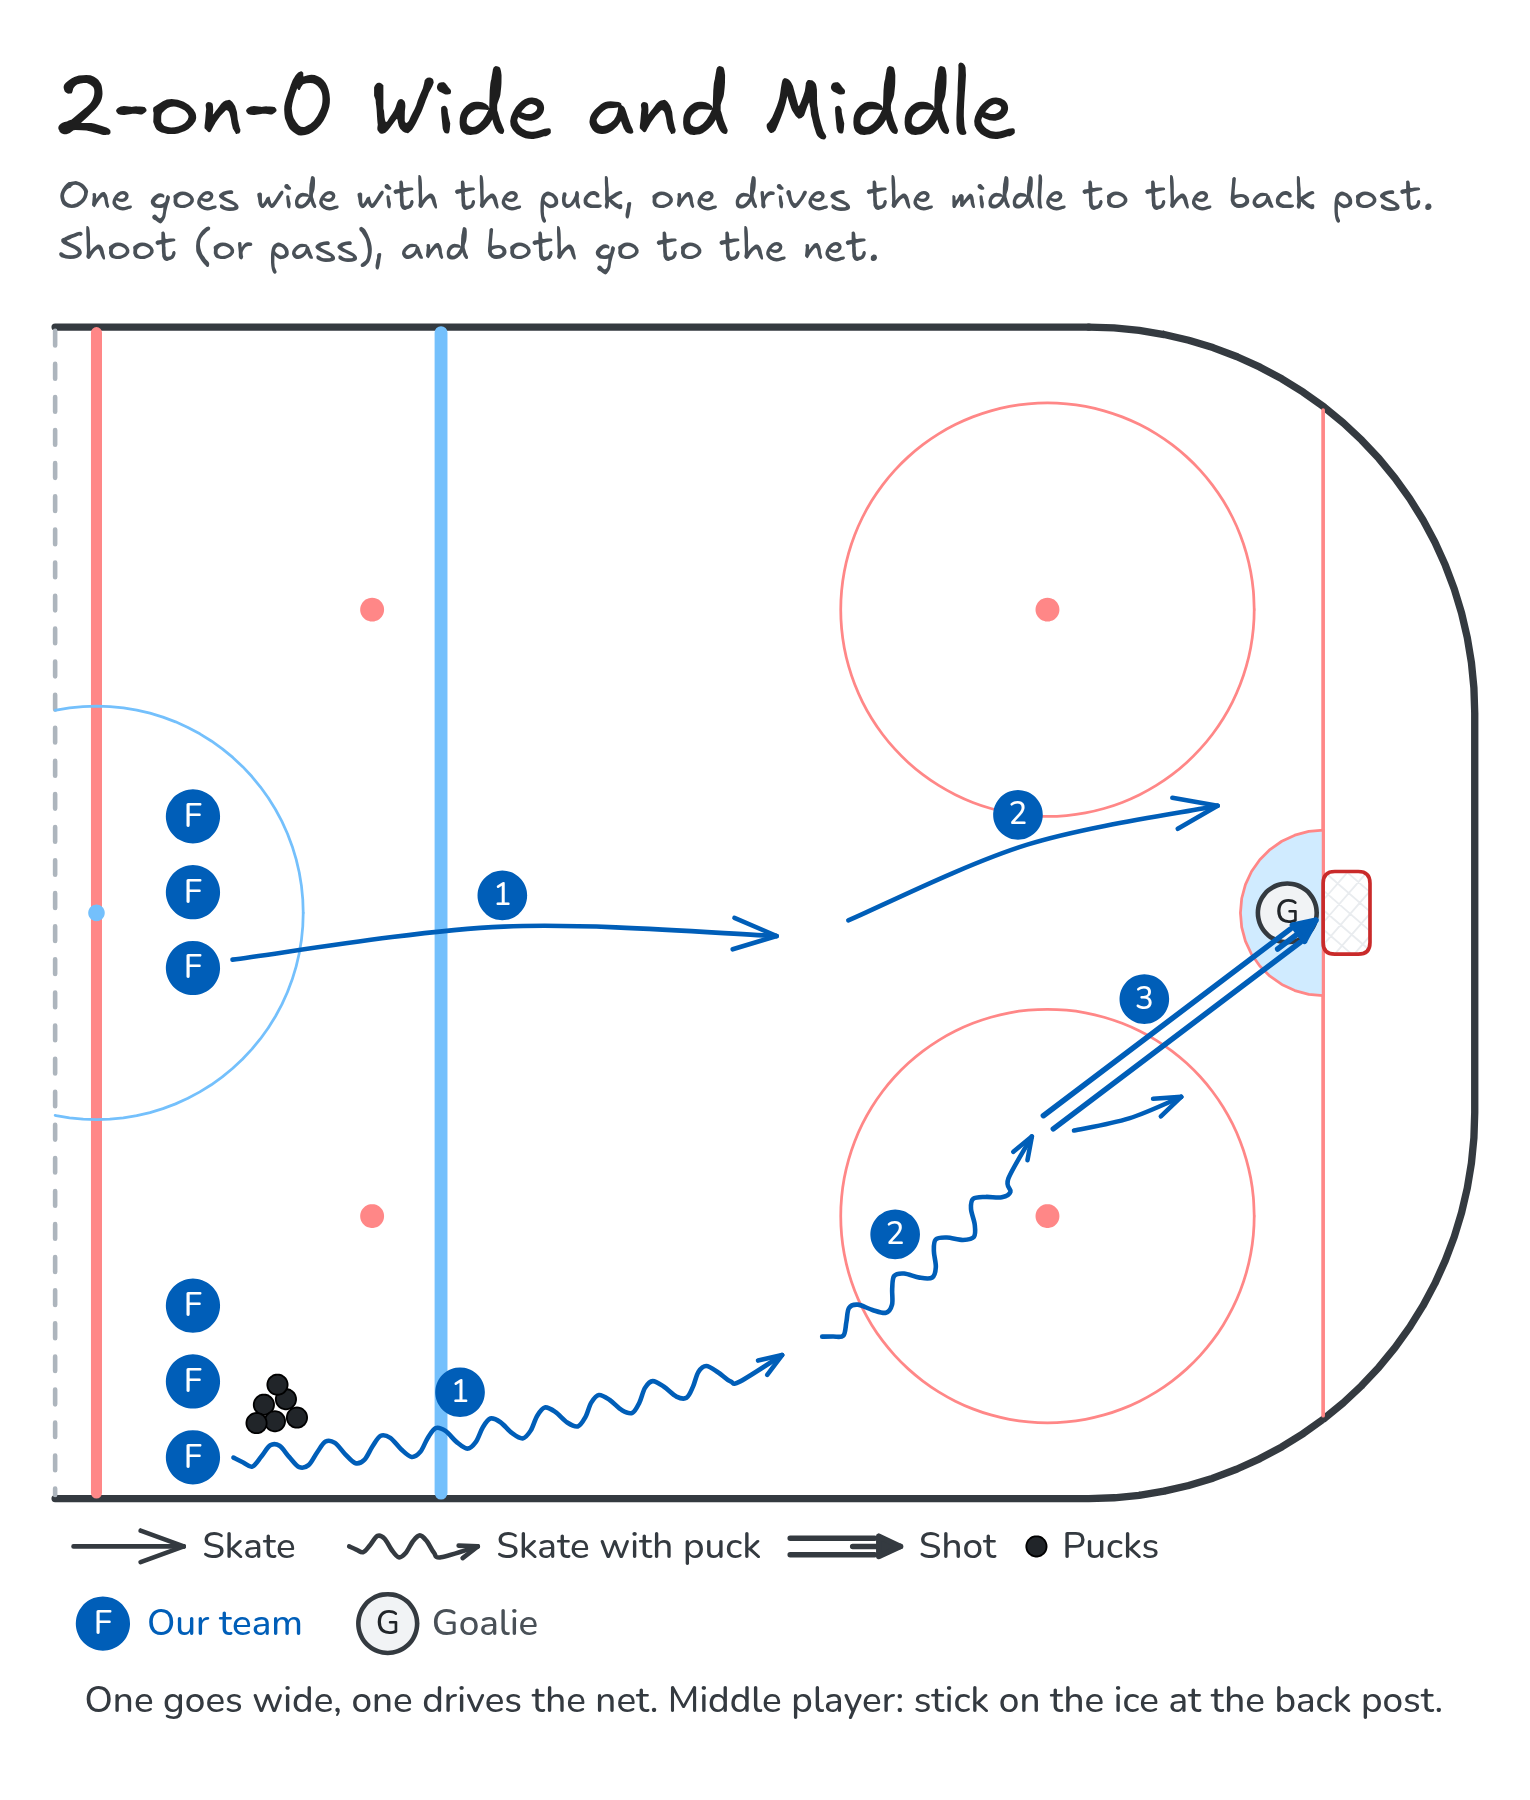 2-on-0 Wide and Middle
One goes wide with the puck, one drives the middle to the back post.
Shoot (or pass), and both go to the net.
F
F
F
1
2
G
3
2
F
F
F
1
Skate
Skate with puck
Shot
Pucks
F Our team
G Goalie
One goes wide, one drives the net. Middle player: stick on the ice at the back post.